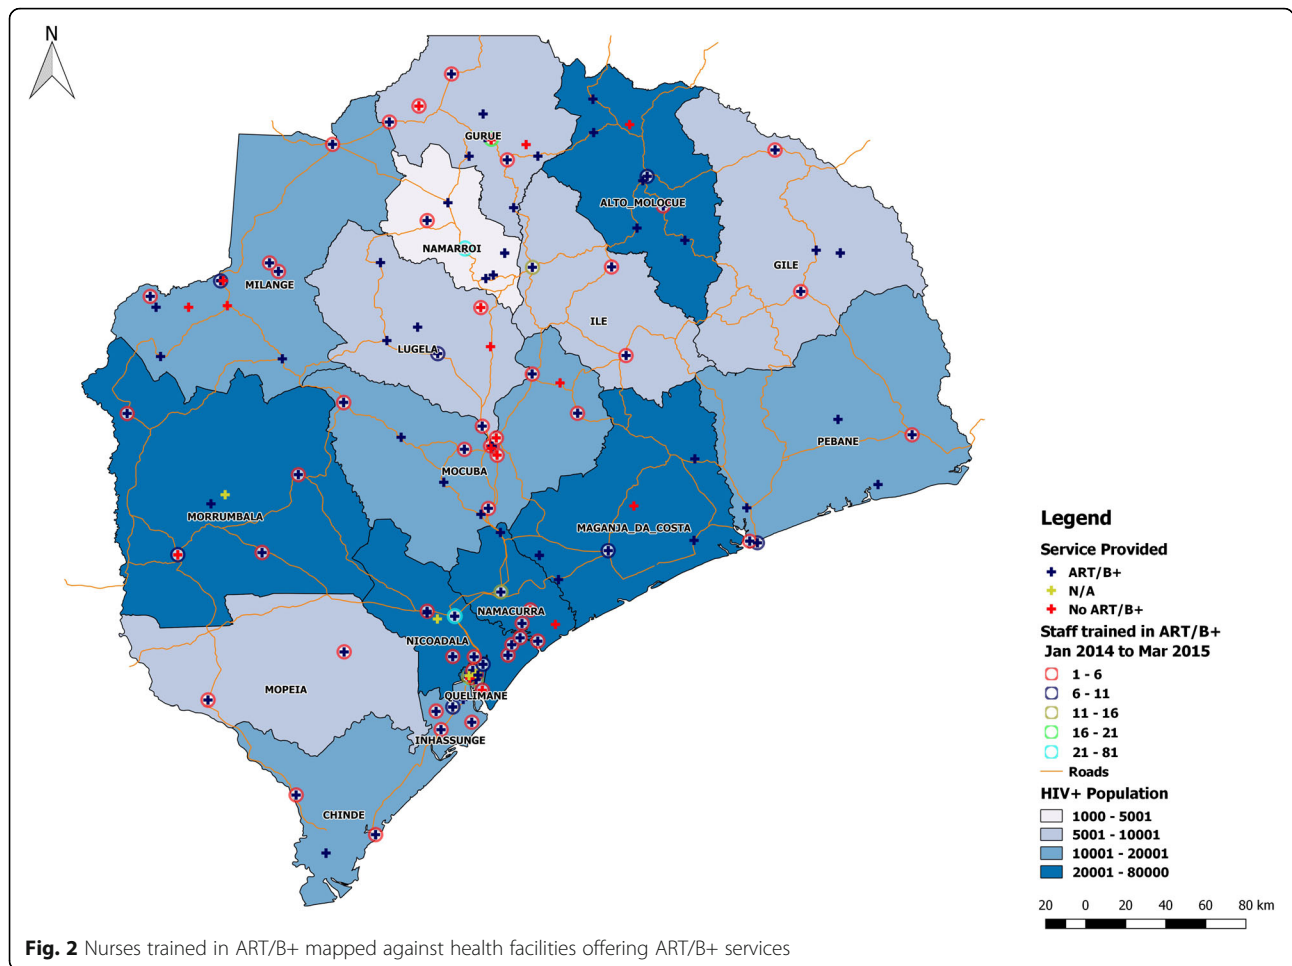 N
GURUE
ALTO_MOLOCUE
NAMARROI
GILE
MILANGE
ILE
LUGELA
PEBANE
MOCUBA
MORRUMBALA
MAGANJA_DA_COSTA
NAMACURRA
NICOADALA
MOPEIA
QUELIMANE
INHASSUNGE
CHINDE
Legend
Service Provided
ART/B+
N/A
No ART/B+
Staff trained in ART/B+
Jan 2014 to Mar 2015
1 - 6
6 - 11
11 - 16
16 - 21
21 - 81
Roads
HIV+ Population
1000 - 5001
5001 - 10001
10001 - 20001
20001 - 80000
20 0 20 40 60 80 km
Fig. 2 Nurses trained in ART/B+ mapped against health facilities offering ART/B+ services